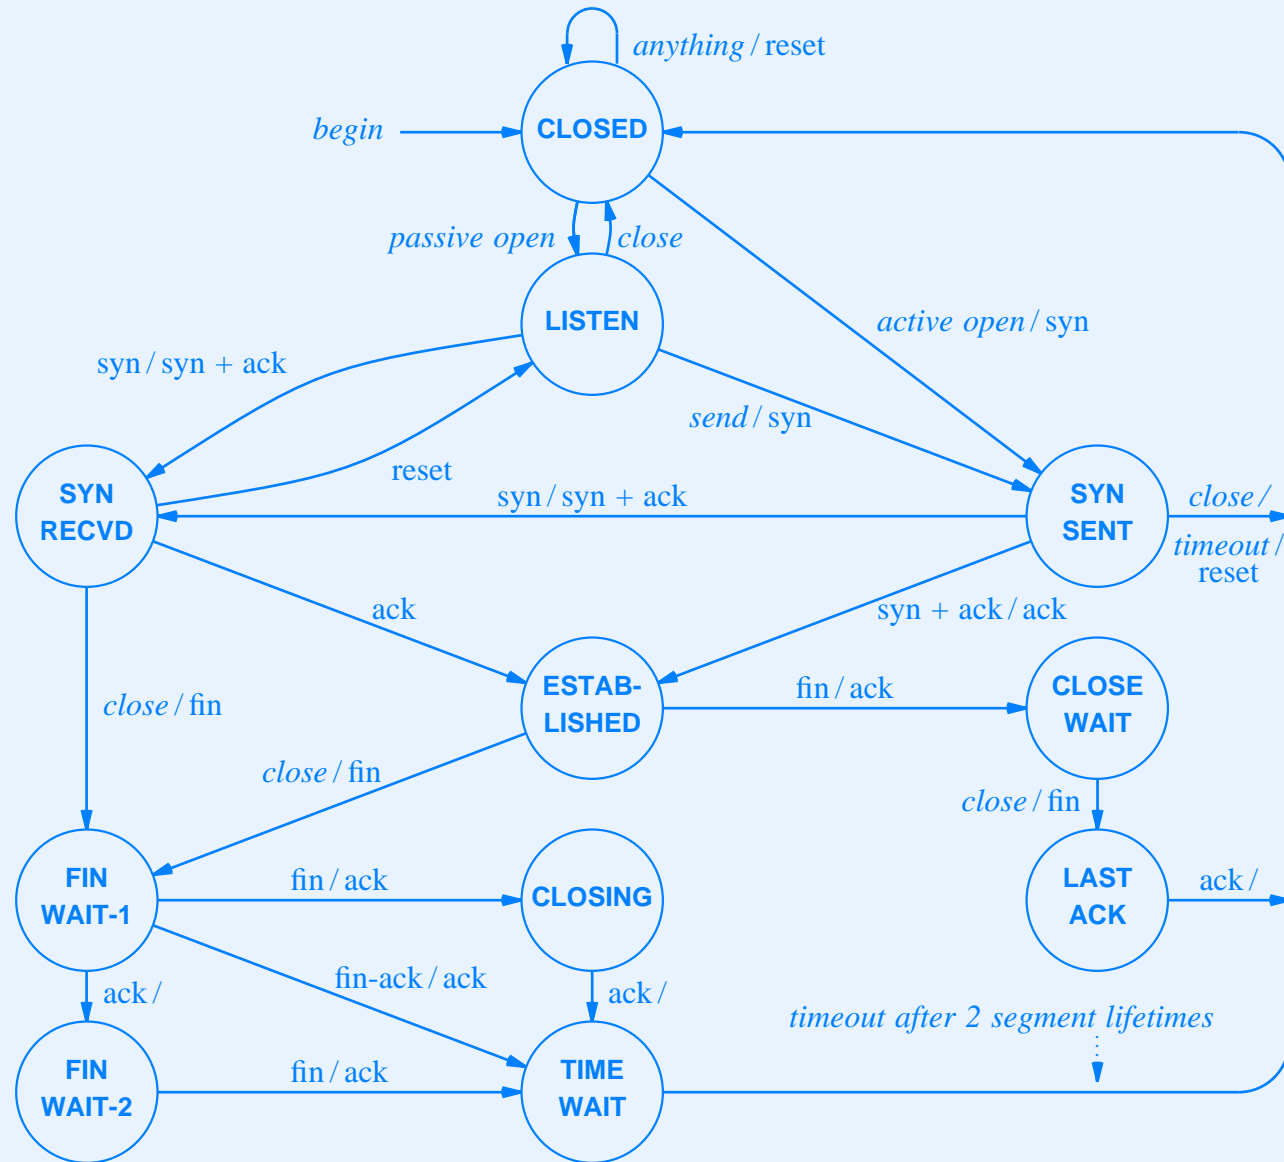 anything / reset
begin
CLOSED
passive open
close
LISTEN
active open / syn
syn / syn + ack
send / syn
reset
SYN
RECVD
syn / syn + ack
SYN
SENT
close /
timeout /
reset
ack
syn + ack / ack
close / fin
ESTAB-
LISHED
fin / ack
CLOSE
WAIT
close / fin
close / fin
FIN
WAIT-1
fin / ack
CLOSING
LAST
ACK
ack /
ack /
fin-ack / ack
ack /
timeout after 2 segment lifetimes
FIN
WAIT-2
fin / ack
TIME
WAIT